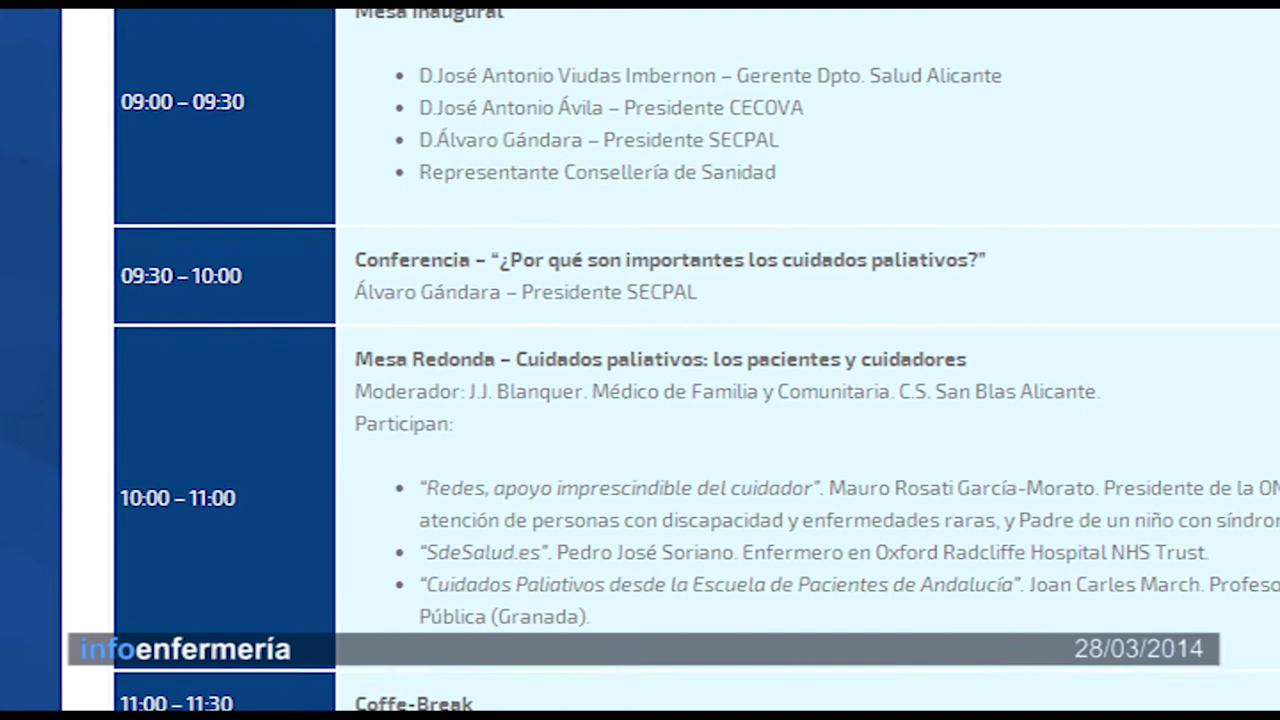 Mesa Inaugural
09:00 – 09:30
• D.José Antonio Viudas Imbernon – Gerente Dpto. Salud Alicante
• D.José Antonio Ávila – Presidente CECOVA
• D.Álvaro Gándara – Presidente SECPAL
• Representante Consellería de Sanidad
09:30 – 10:00
Conferencia – “¿Por qué son importantes los cuidados paliativos?”
Álvaro Gándara – Presidente SECPAL
10:00 – 11:00
Mesa Redonda – Cuidados paliativos: los pacientes y cuidadores
Moderador: J.J. Blanquer. Médico de Familia y Comunitaria. C.S. San Blas Alicante.
Participan:
• “Redes, apoyo imprescindible del cuidador”. Mauro Rosati García-Morato. Presidente de la
atención de personas con discapacidad y enfermedades raras, y Padre de un niño con
• “SdeSalud.es”. Pedro José Soriano. Enfermero en Oxford Radcliffe Hospital NHS Trust.
• “Cuidados Paliativos desde la Escuela de Pacientes de Andalucía”. Joan Carles March.
Pública (Granada).
infoenfermería
28/03/2014
11:00 – 11:30
Coffe-Break